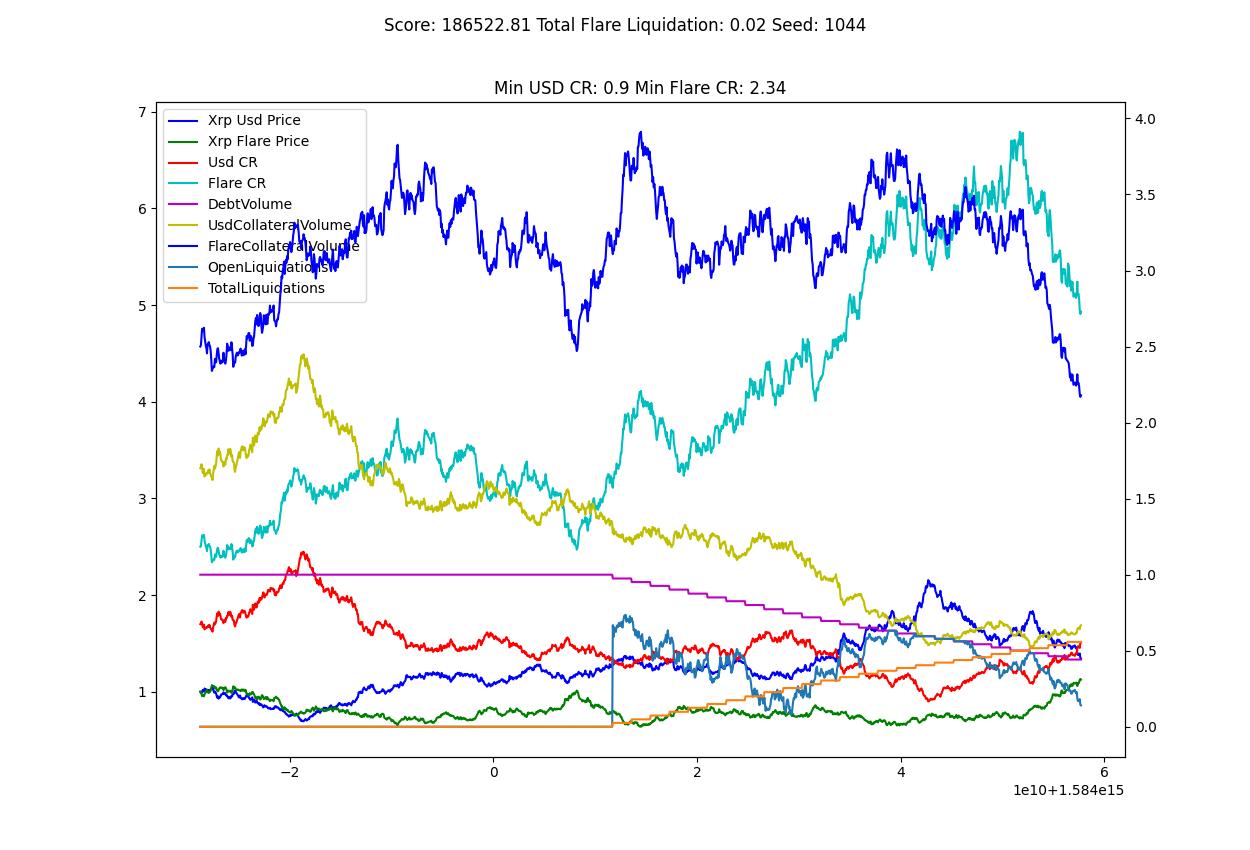 Score: 186522.81 Total Flare Liquidation: 0.02 Seed: 1044
Min USD CR: 0.9 Min Flare CR: 2.34
Xrp Usd Price
Xrp Flare Price
Usd CR
Flare CR
DebtVolume
UsdCollateralVolume
FlareCollateralVolume
OpenLiquidations
TotalLiquidations
7
6
5
4
3
2
1
4.0
3.5
3.0
2.5
2.0
1.5
1.0
0.5
0.0
−2
0
2
4
6
1e10+1.584e15